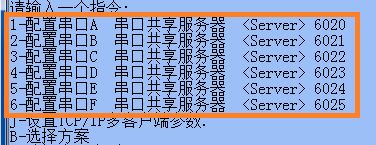 请输入一个指令:
1-配置串口A 串口共享服务器 <Server> 6020
2-配置串口B 串口共享服务器 <Server> 6021
3-配置串口C 串口共享服务器 <Server> 6022
4-配置串口D 串口共享服务器 <Server> 6023
5-配置串口E 串口共享服务器 <Server> 6024
6-配置串口F 串口共享服务器 <Server> 6025
J-设置TCP/IP多客户端参数.
B-选择方案